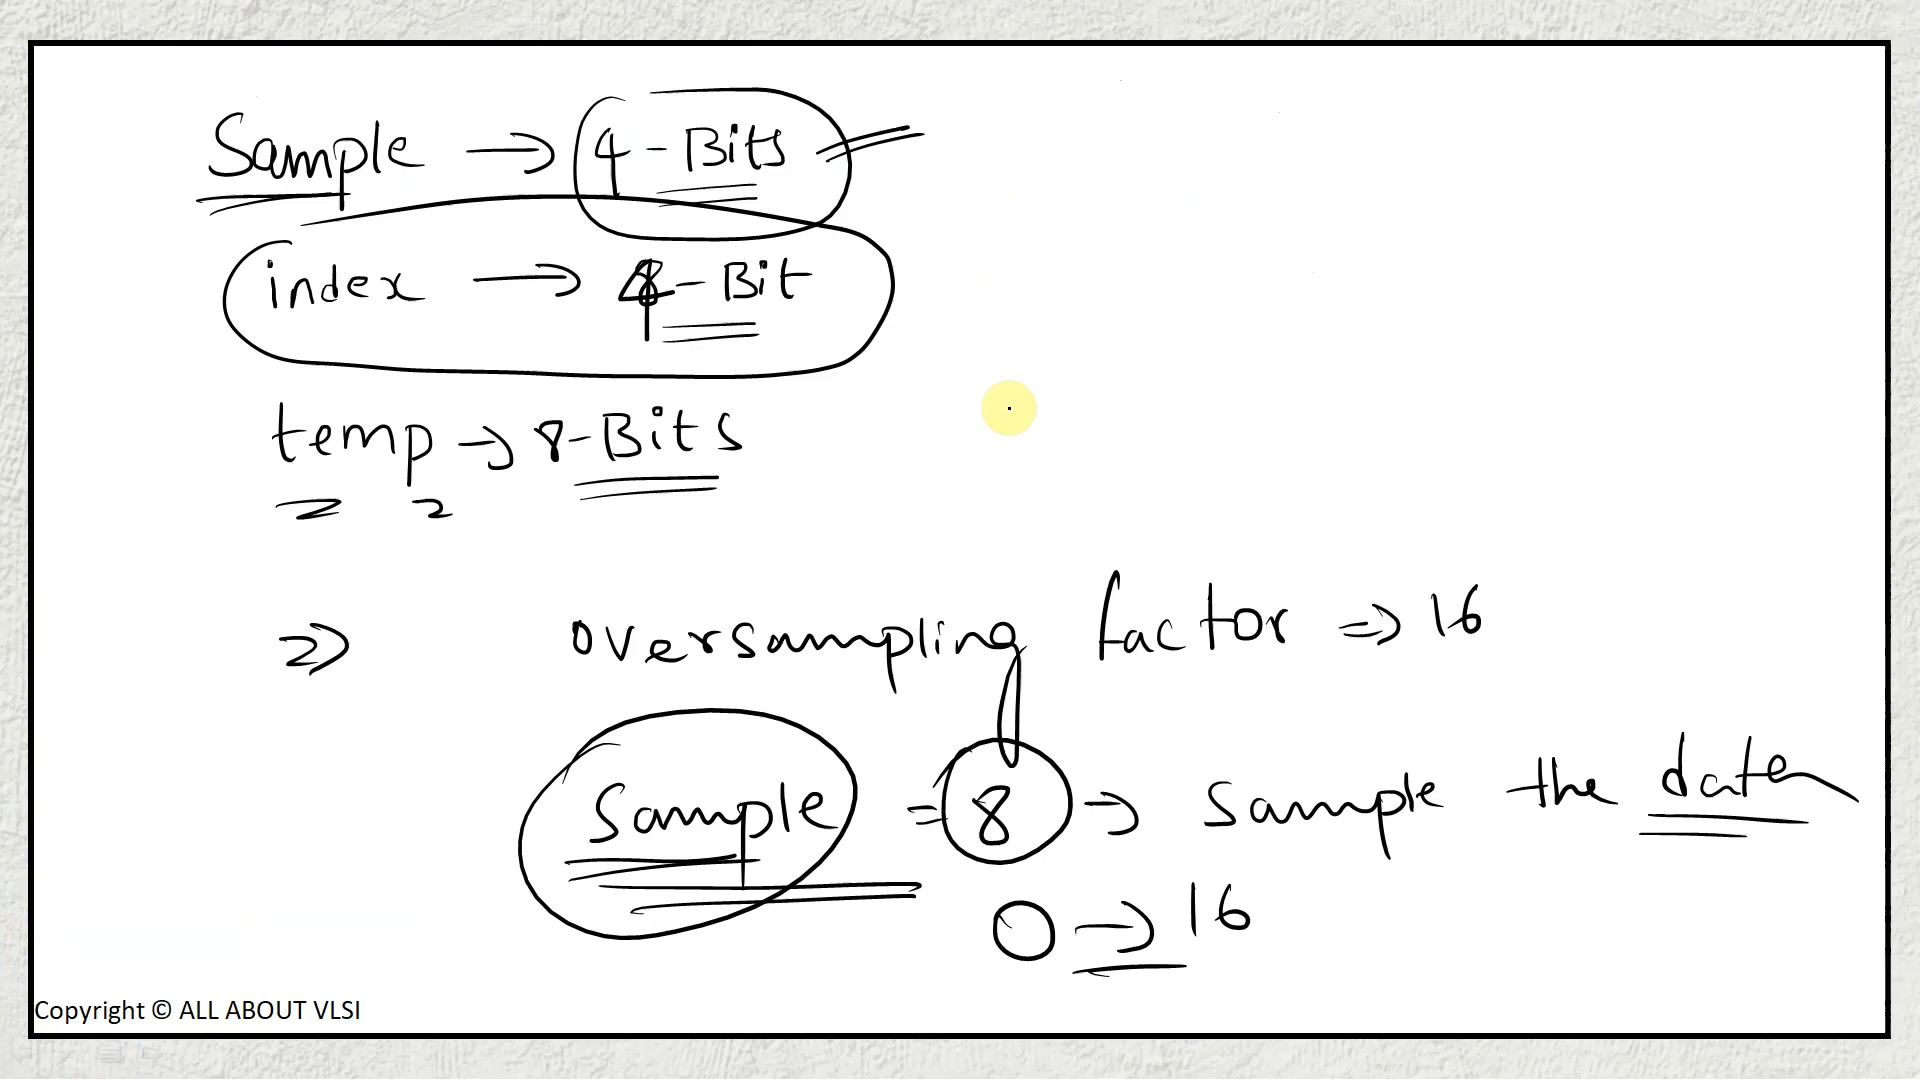 Sample → 4-Bits
index → 4-Bit
temp → 8-Bits
⇒ oversampling factor ⇒ 16
Sample = 8 → sample the data
0 → 16
Copyright © ALL ABOUT VLSI